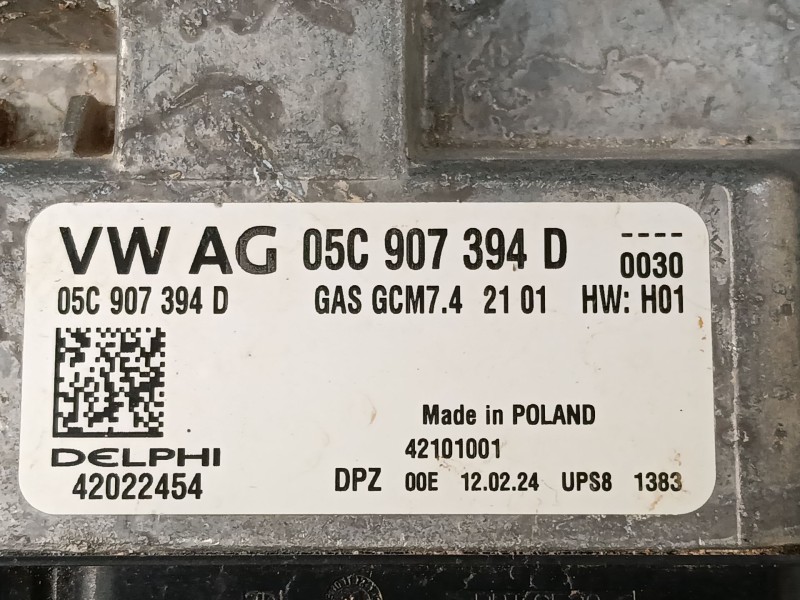 VW AG 05C 907 394 D ----
0030
05C 907 394 D GAS GCM7.4 21 01 HW: H01
Made in POLAND
DELPHI 42101001
42022454 DPZ 00E 12.02.24 UPS8 1383